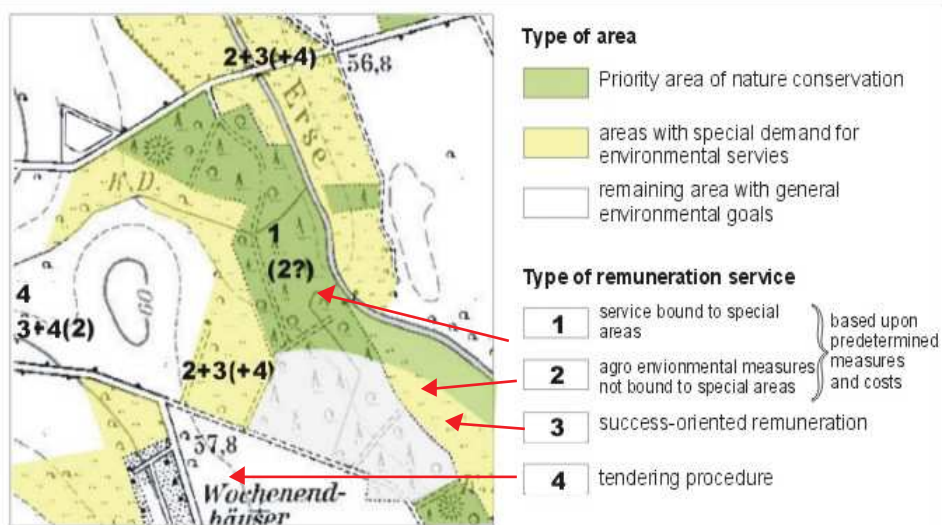 2+3(+4)
56,8
Erse
K.D.
1
(2?)
60
4
3+4(2)
2+3(+4)
57,8
Wochenend-
häuser
Type of area
Priority area of nature conservation
areas with special demand for
environmental servies
remaining area with general
environmental goals
Type of remuneration service
1 service bound to special
areas
2 agro envionmental measures
not bound to special areas
based upon
predetermined
measures
and costs
3 success-oriented remuneration
4 tendering procedure